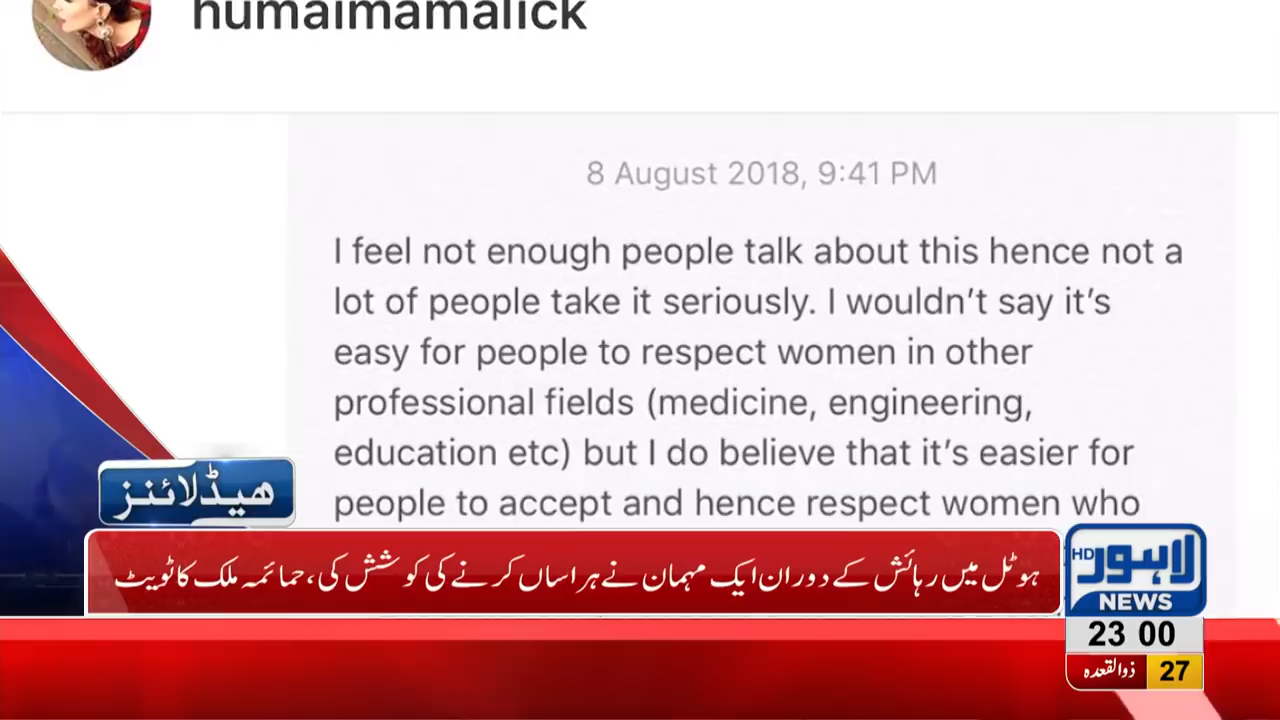 humaimamalick
8 August 2018, 9:41 PM
I feel not enough people talk about this hence not a
lot of people take it seriously. I wouldn't say it's
easy for people to respect women in other
professional fields (medicine, engineering,
education etc) but I do believe that it's easier for
people to accept and hence respect women who
ھیڈلائنز
ہوٹل میں رہائش کے دوران ایک مہمان نے ہراساں کرنے کی کوشش کی، حمائمہ ملک کا ٹویٹ
لاہور HD
NEWS
23 00
ذوالقعدہ 27